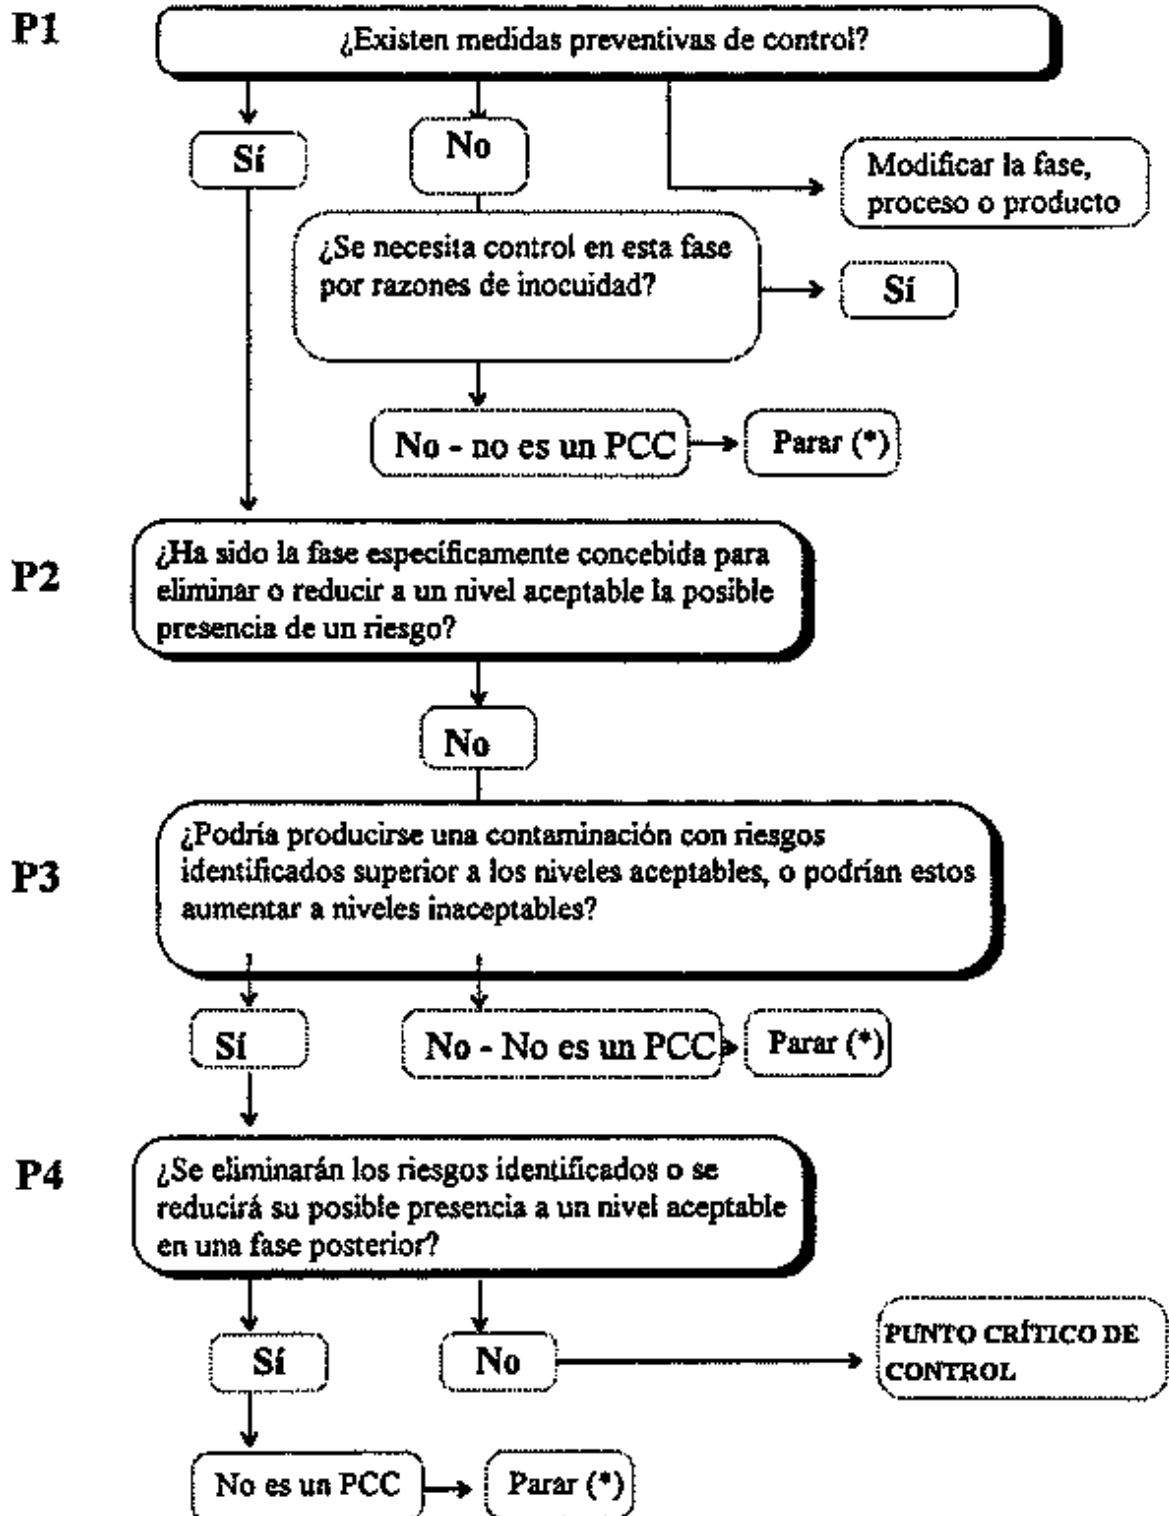 P1
¿Existen medidas preventivas de control?
Sí
No
Modificar la fase,
proceso o producto
¿Se necesita control en esta fase
por razones de inocuidad?
Sí
No - no es un PCC
Parar (*)
P2
¿Ha sido la fase específicamente concebida para
eliminar o reducir a un nivel aceptable la posible
presencia de un riesgo?
No
P3
¿Podría producirse una contaminación con riesgos
identificados superior a los niveles aceptables, o podrían estos
aumentar a niveles inaceptables?
Sí
No - No es un PCC
Parar (*)
P4
¿Se eliminarán los riesgos identificados o se
reducirá su posible presencia a un nivel aceptable
en una fase posterior?
Sí
No
PUNTO CRÍTICO DE
CONTROL
No es un PCC
Parar (*)